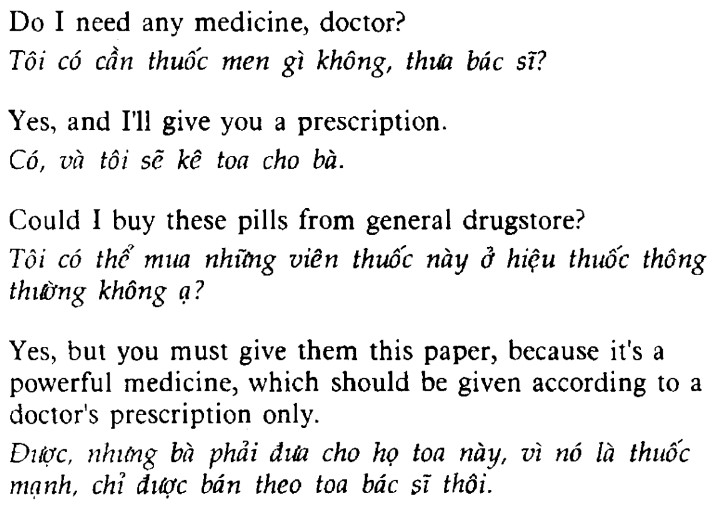 Do I need any medicine, doctor?
Tôi có cần thuốc men gì không, thưa bác sĩ?
Yes, and I'll give you a prescription.
Có, và tôi sẽ kê toa cho bà.
Could I buy these pills from general drugstore?
Tôi có thể mua những viên thuốc này ở hiệu thuốc thông
thường không ạ?
Yes, but you must give them this paper, because it's a
powerful medicine, which should be given according to a
doctor's prescription only.
Được, nhưng bà phải đưa cho họ toa này, vì nó là thuốc
mạnh, chỉ được bán theo toa bác sĩ thôi.